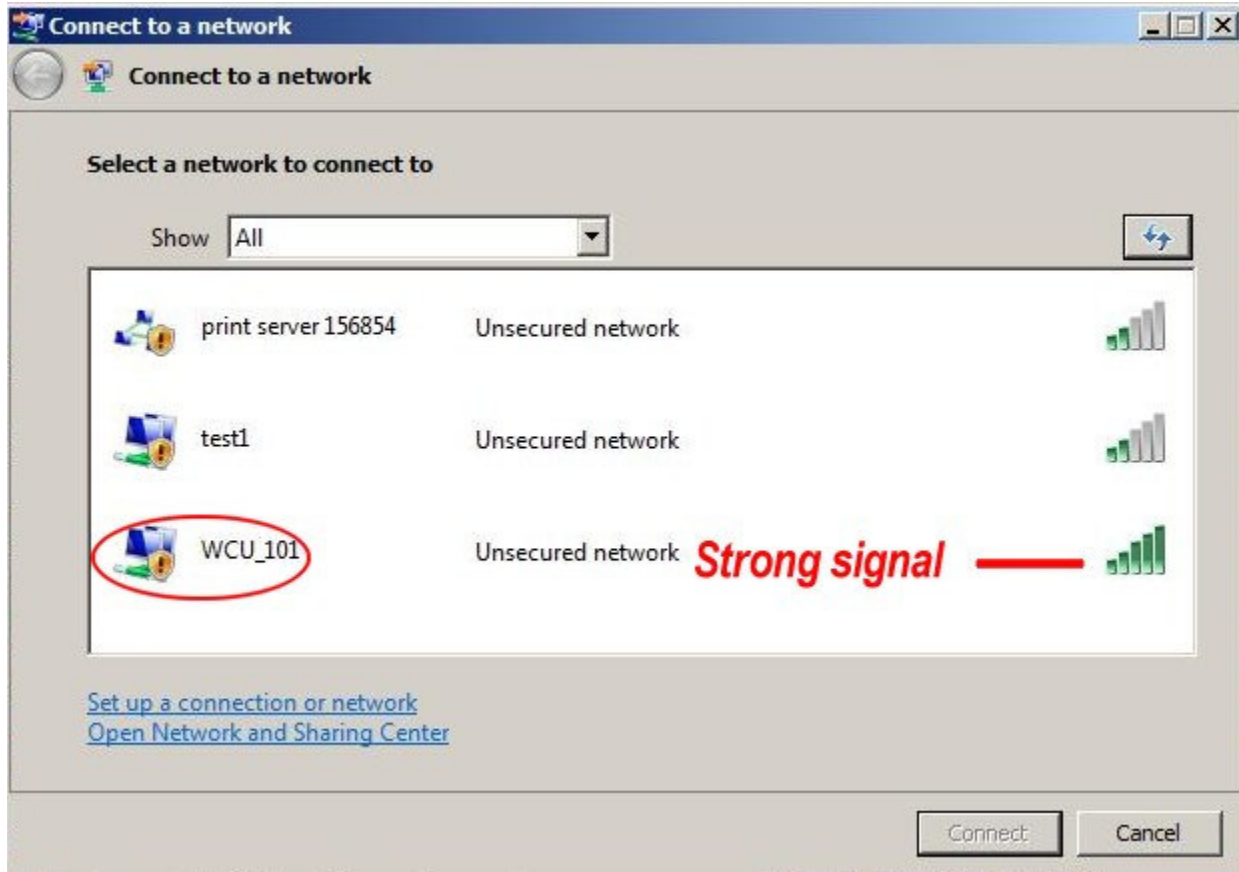 Connect to a network
Connect to a network
Select a network to connect to
Show All
print server 156854 Unsecured network
test1 Unsecured network
WCU_101 Unsecured network Strong signal
Set up a connection or network
Open Network and Sharing Center
Connect Cancel